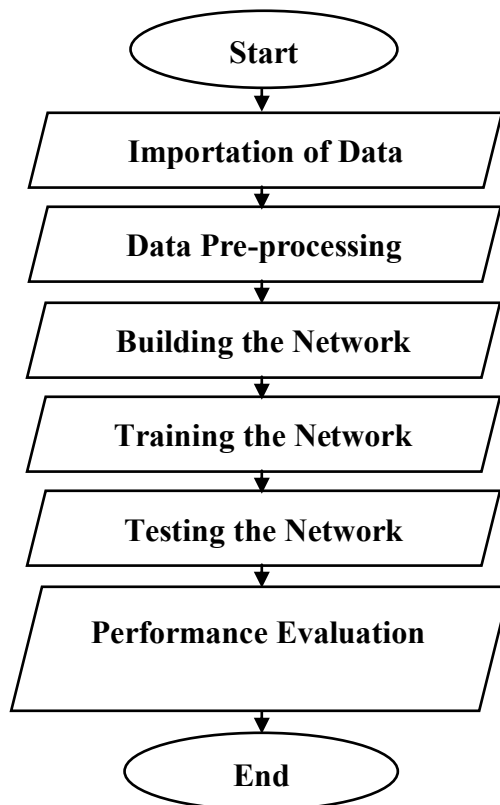 Start
Importation of Data
Data Pre-processing
Building the Network
Training the Network
Testing the Network
Performance Evaluation
End